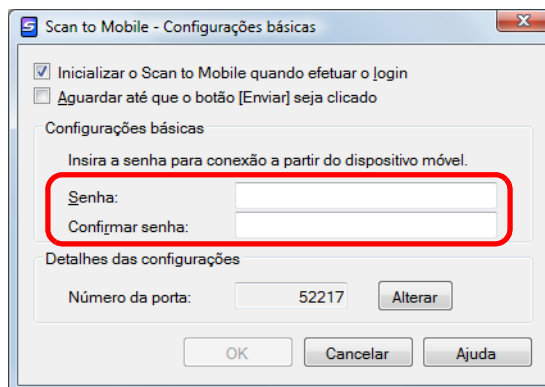 Scan to Mobile - Configurações básicas
Inicializar o Scan to Mobile quando efetuar o login
Aguardar até que o botão [Enviar] seja clicado
Configurações básicas
Insira a senha para conexão a partir do dispositivo móvel.
Senha:
Confirmar senha:
Detalhes das configurações
Número da porta: 52217 Alterar
OK Cancelar Ajuda